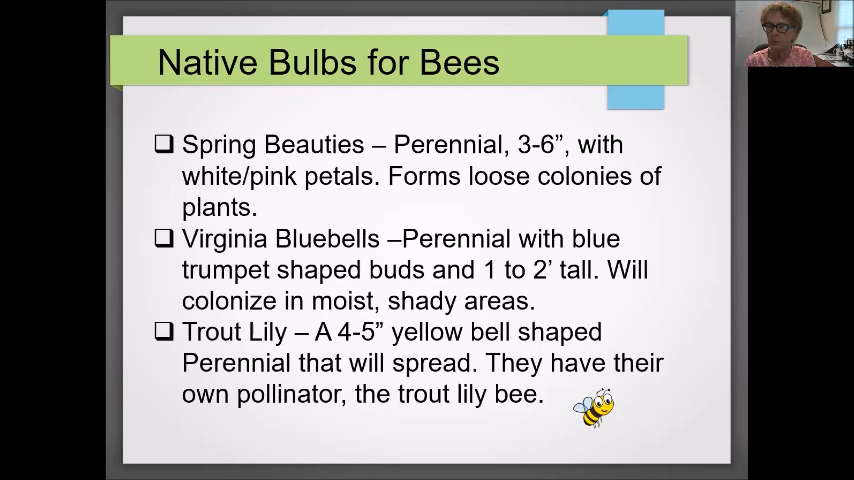 Native Bulbs for Bees
❑ Spring Beauties – Perennial, 3-6”, with
white/pink petals. Forms loose colonies of
plants.
❑ Virginia Bluebells –Perennial with blue
trumpet shaped buds and 1 to 2’ tall. Will
colonize in moist, shady areas.
❑ Trout Lily – A 4-5” yellow bell shaped
Perennial that will spread. They have their
own pollinator, the trout lily bee.